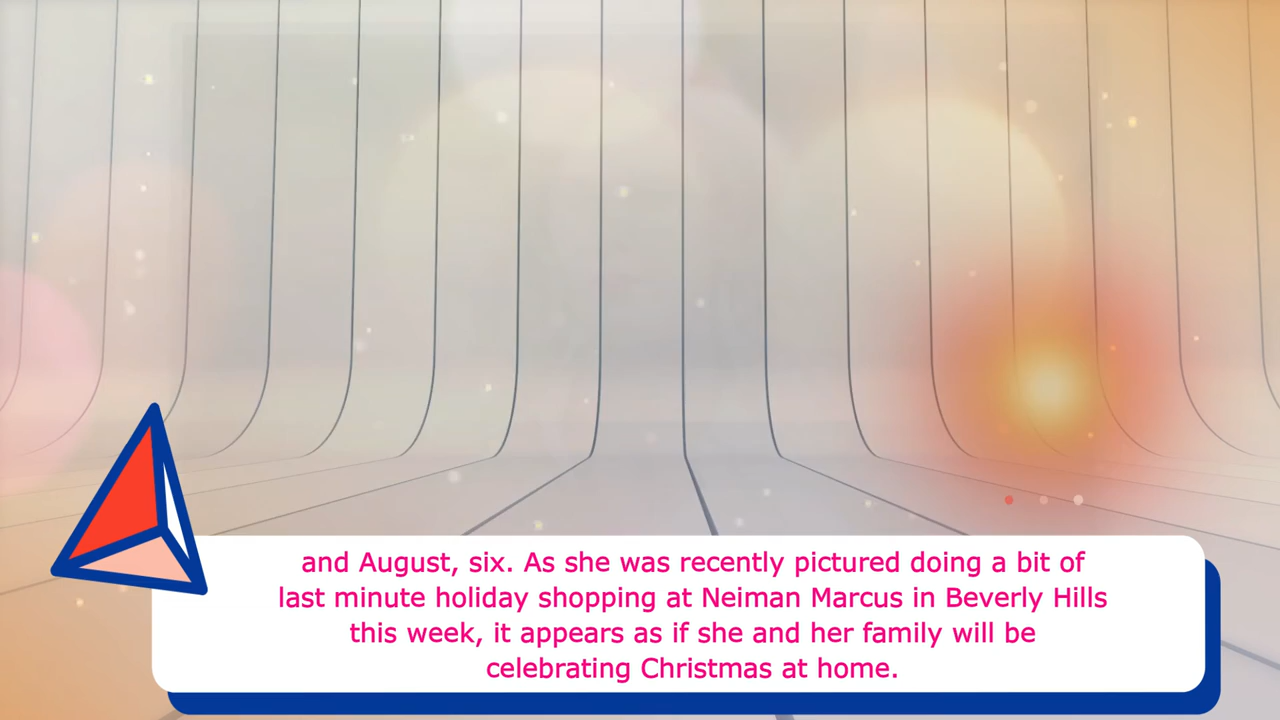 and August, six. As she was recently pictured doing a bit of
last minute holiday shopping at Neiman Marcus in Beverly Hills
this week, it appears as if she and her family will be
celebrating Christmas at home.